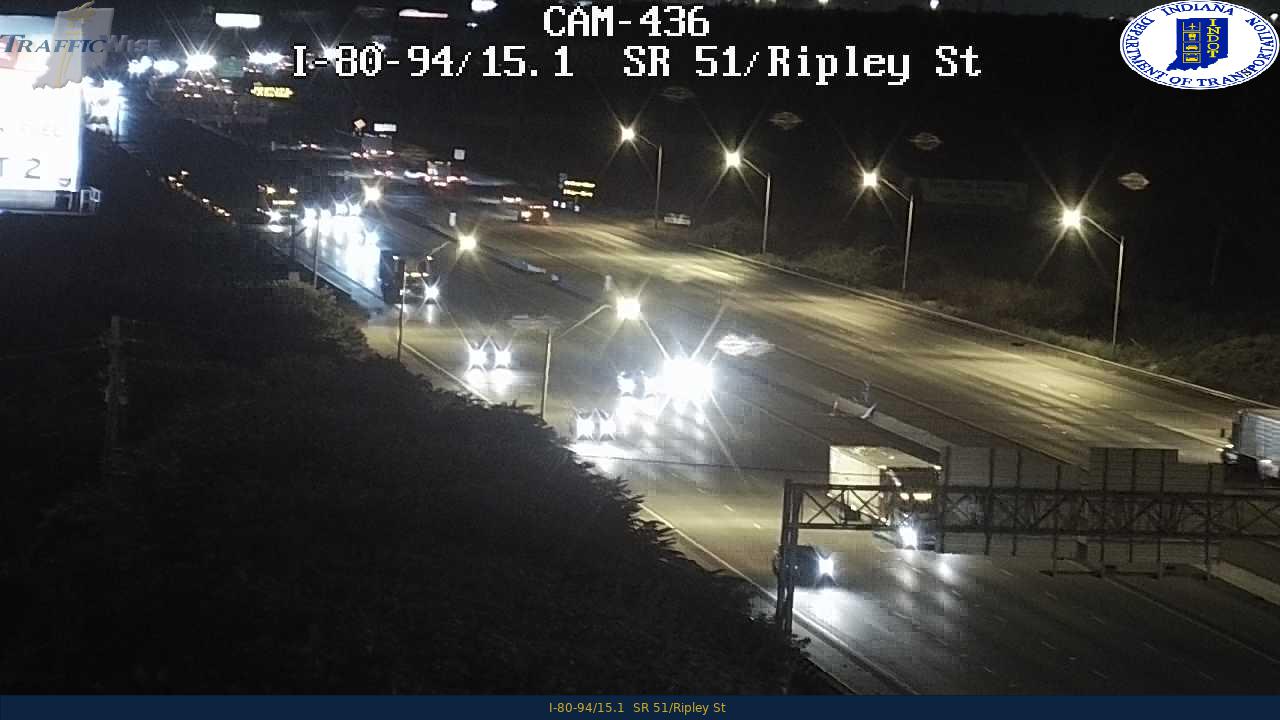 CAM-436
I-80-94/15.1 SR 51/Ripley St
TRAFFICWISE
INDIANA
DEPARTMENT OF TRANSPORTATION
INDOT
T 2
I-80-94/15.1 SR 51/Ripley St